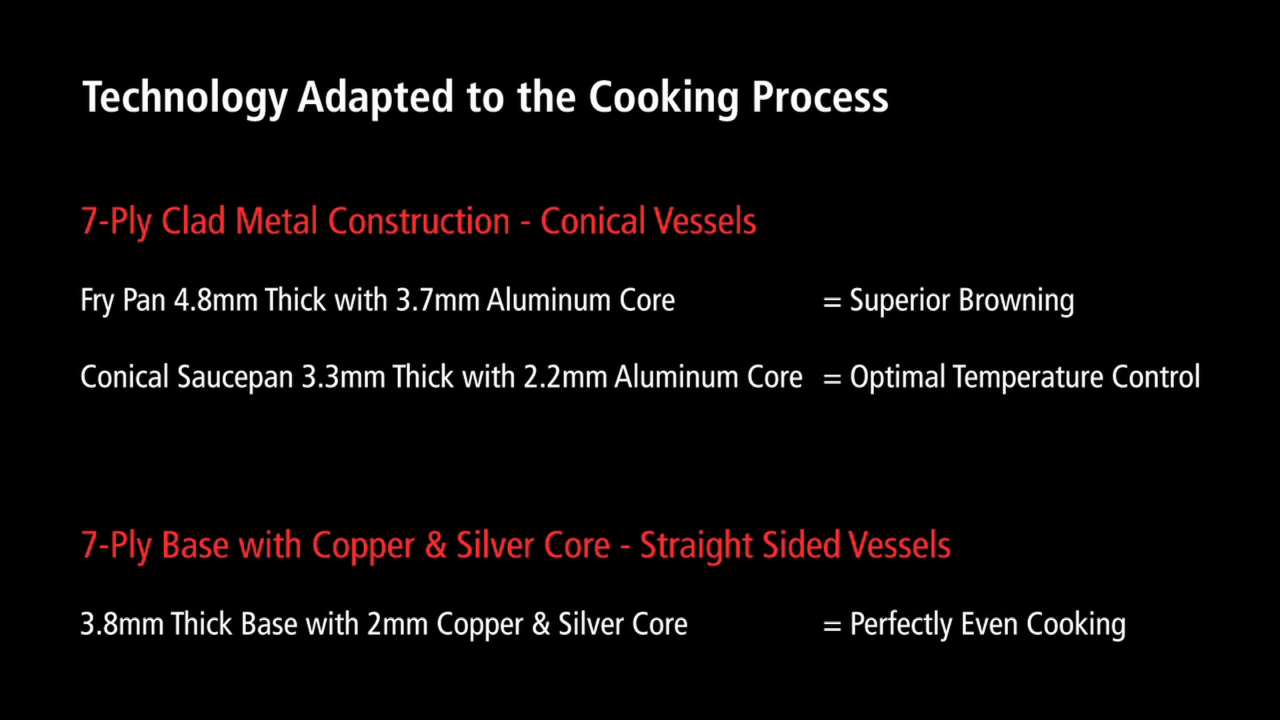 Technology Adapted to the Cooking Process
7-Ply Clad Metal Construction - Conical Vessels
Fry Pan 4.8mm Thick with 3.7mm Aluminum Core = Superior Browning
Conical Saucepan 3.3mm Thick with 2.2mm Aluminum Core = Optimal Temperature Control
7-Ply Base with Copper & Silver Core - Straight Sided Vessels
3.8mm Thick Base with 2mm Copper & Silver Core = Perfectly Even Cooking